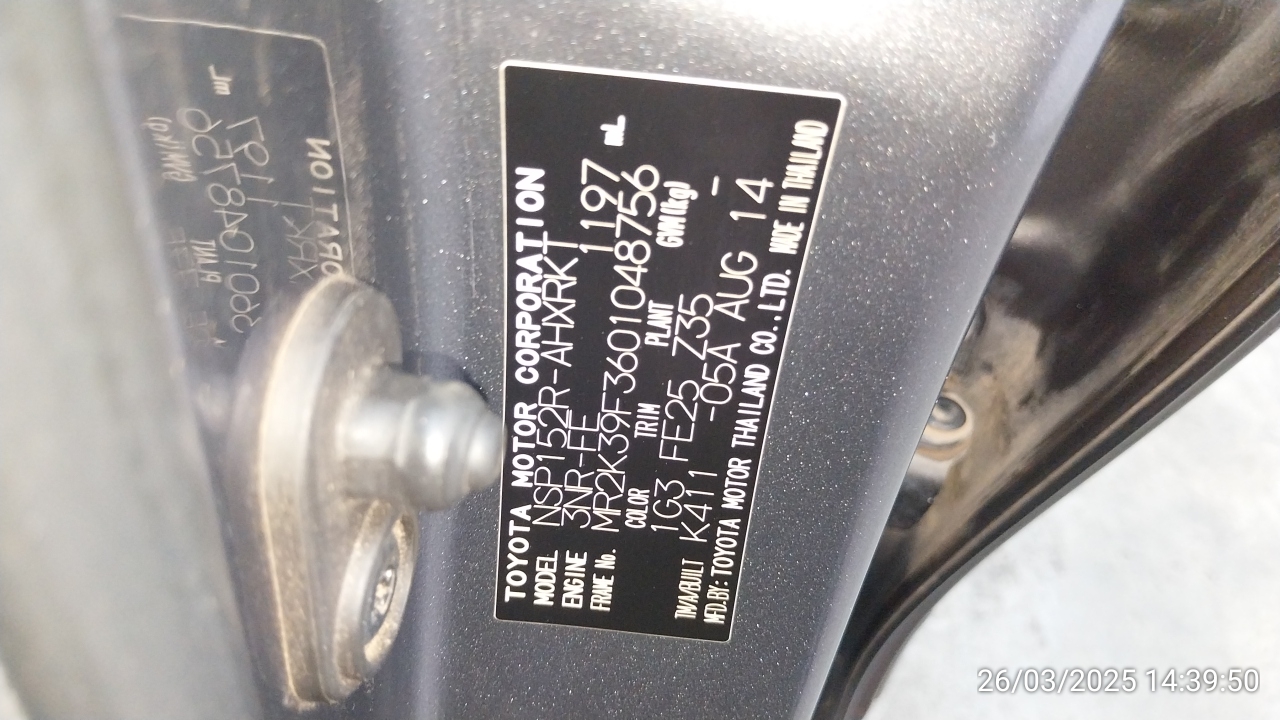 TOYOTA MOTOR CORPORATION
MODEL NSP152R-AHXRKT
ENGINE 3NR-FE 1197 mL
FRAME No. MR2K39F3601048756
COLOR TRIM PLANT GVM(kg)
1G3 FE25 Z35 -
TM/A/BUILT K411 -05A AUG 14
MFD.BY: TOYOTA MOTOR THAILAND CO.,LTD. MADE IN THAILAND
26/03/2025 14:39:50